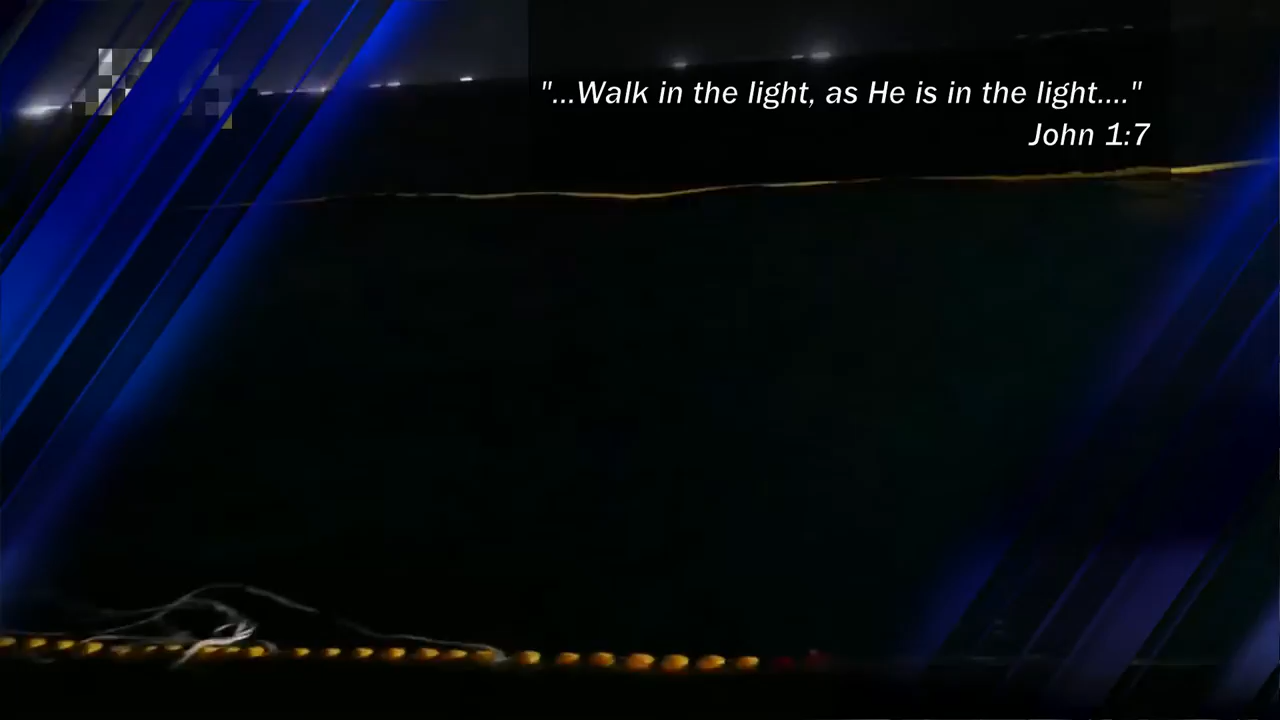 "...Walk in the light, as He is in the light...."
John 1:7